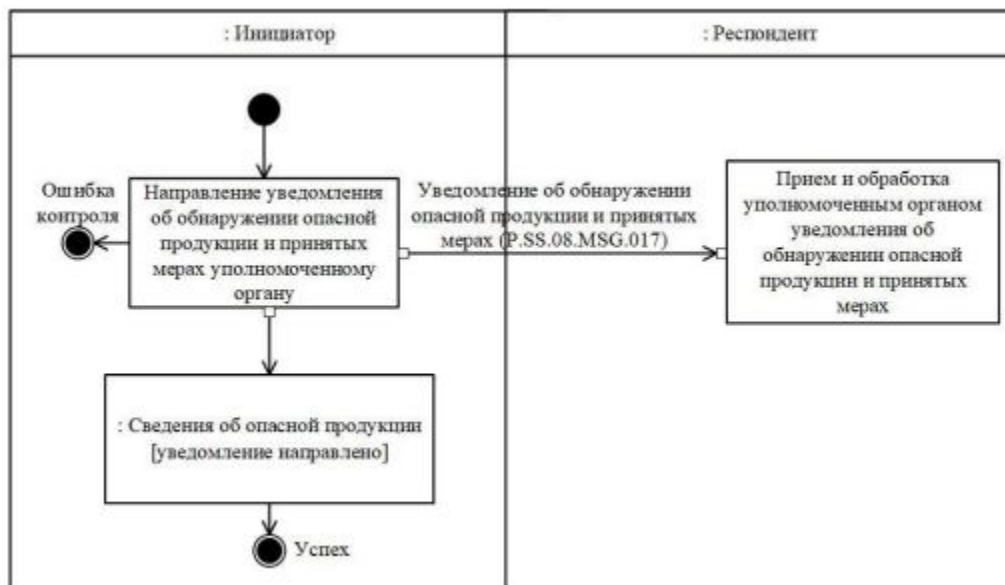 : Инициатор
: Респондент
Ошибка
контроля
Направление уведомления
об обнаружении опасной
продукции и принятых
мерах уполномоченному
органу
Уведомление об обнаружении
опасной продукции и принятых
мерах (P.SS.08.MSG.017)
Прием и обработка
уполномоченным органом
уведомления об
обнаружении опасной
продукции и принятых
мерах
: Сведения об опасной продукции
[уведомление направлено]
Успех